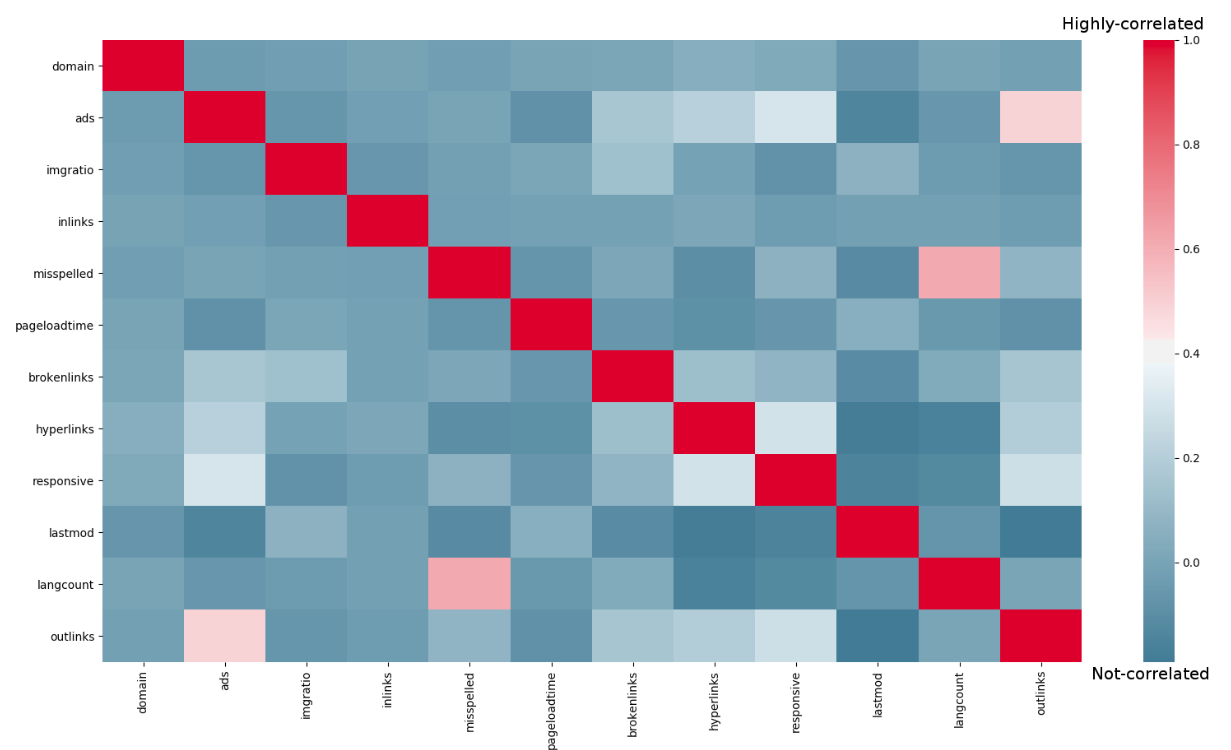 Highly-correlated
domain
ads
imgratio
inlinks
misspelled
pageloadtime
brokenlinks
hyperlinks
responsive
lastmod
langcount
outlinks
1.0
0.8
0.6
0.4
0.2
0.0
Not-correlated
domain
ads
imgratio
inlinks
misspelled
pageloadtime
brokenlinks
hyperlinks
responsive
lastmod
langcount
outlinks